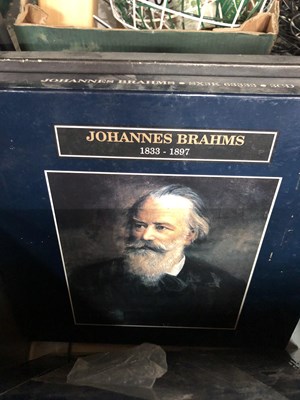 JOHANNES BRAHMS •
JOHANNES BRAHMS
1833 - 1897